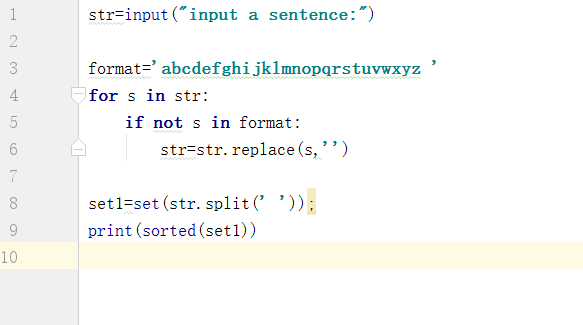 1 str=input("input a sentence:")
2
3 format='abcdefghijklmnopqrstuvwxyz '
4 for s in str:
5     if not s in format:
6         str=str.replace(s,'')
7
8 set1=set(str.split(' '));
9 print(sorted(set1))
10